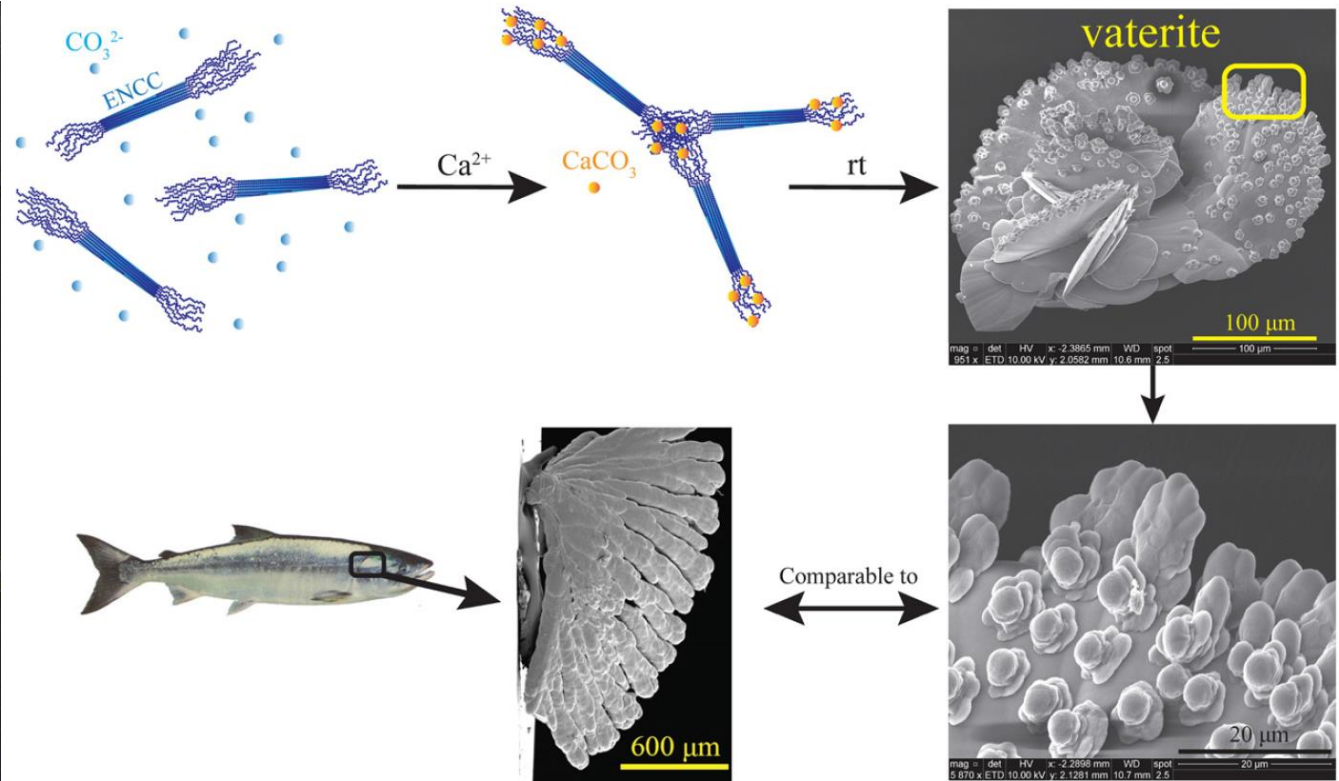 CO₃²⁻
ENCC
Ca²⁺
CaCO₃
rt
vaterite
100 μm
mag det HV x: -2.3865 mm WD spot 100 μm
951 x ETD 10.00 kV y: 2.0582 mm 10.6 mm 2.5
Comparable to
600 μm
20 μm
mag det HV x: -2.2898 mm WD spot 20 μm
5 870 x ETD 10.00 kV y: 2.1281 mm 10.7 mm 2.5